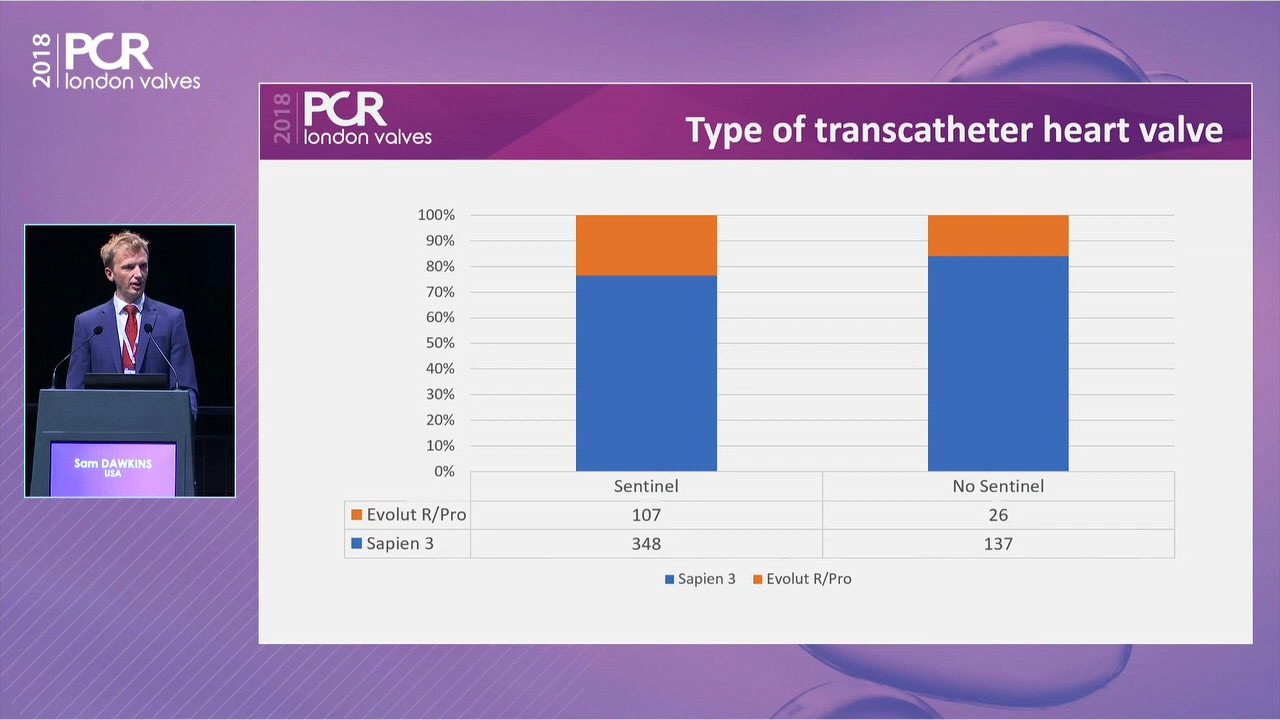 2018
PCR
london valves
2018
PCR
london valves
Type of transcatheter heart valve
100%
90%
80%
70%
60%
50%
40%
30%
20%
10%
0%
Sentinel No Sentinel
Evolut R/Pro 107 26
Sapien 3 348 137
Sapien 3 Evolut R/Pro
Sam DAWKINS
USA